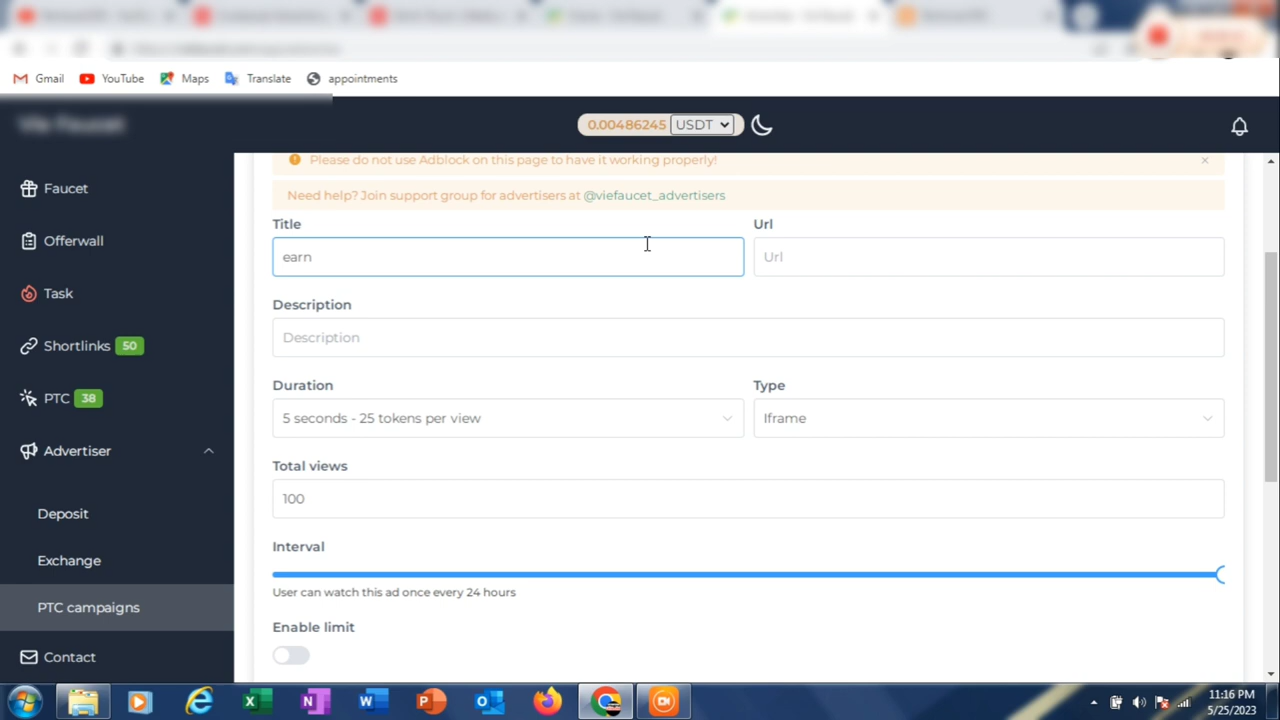 Gmail YouTube Maps Translate appointments
Vie Faucet
0.00486245 USDT
Faucet
Offerwall
Task
Shortlinks 50
PTC 38
Advertiser
Deposit
Exchange
PTC campaigns
Contact
Please do not use Adblock on this page to have it working properly!
Need help? Join support group for advertisers at @viefaucet_advertisers
Title Url
earn Url
Description
Description
Duration Type
5 seconds - 25 tokens per view Iframe
Total views
100
Interval
User can watch this ad once every 24 hours
Enable limit
11:16 PM
5/25/2023